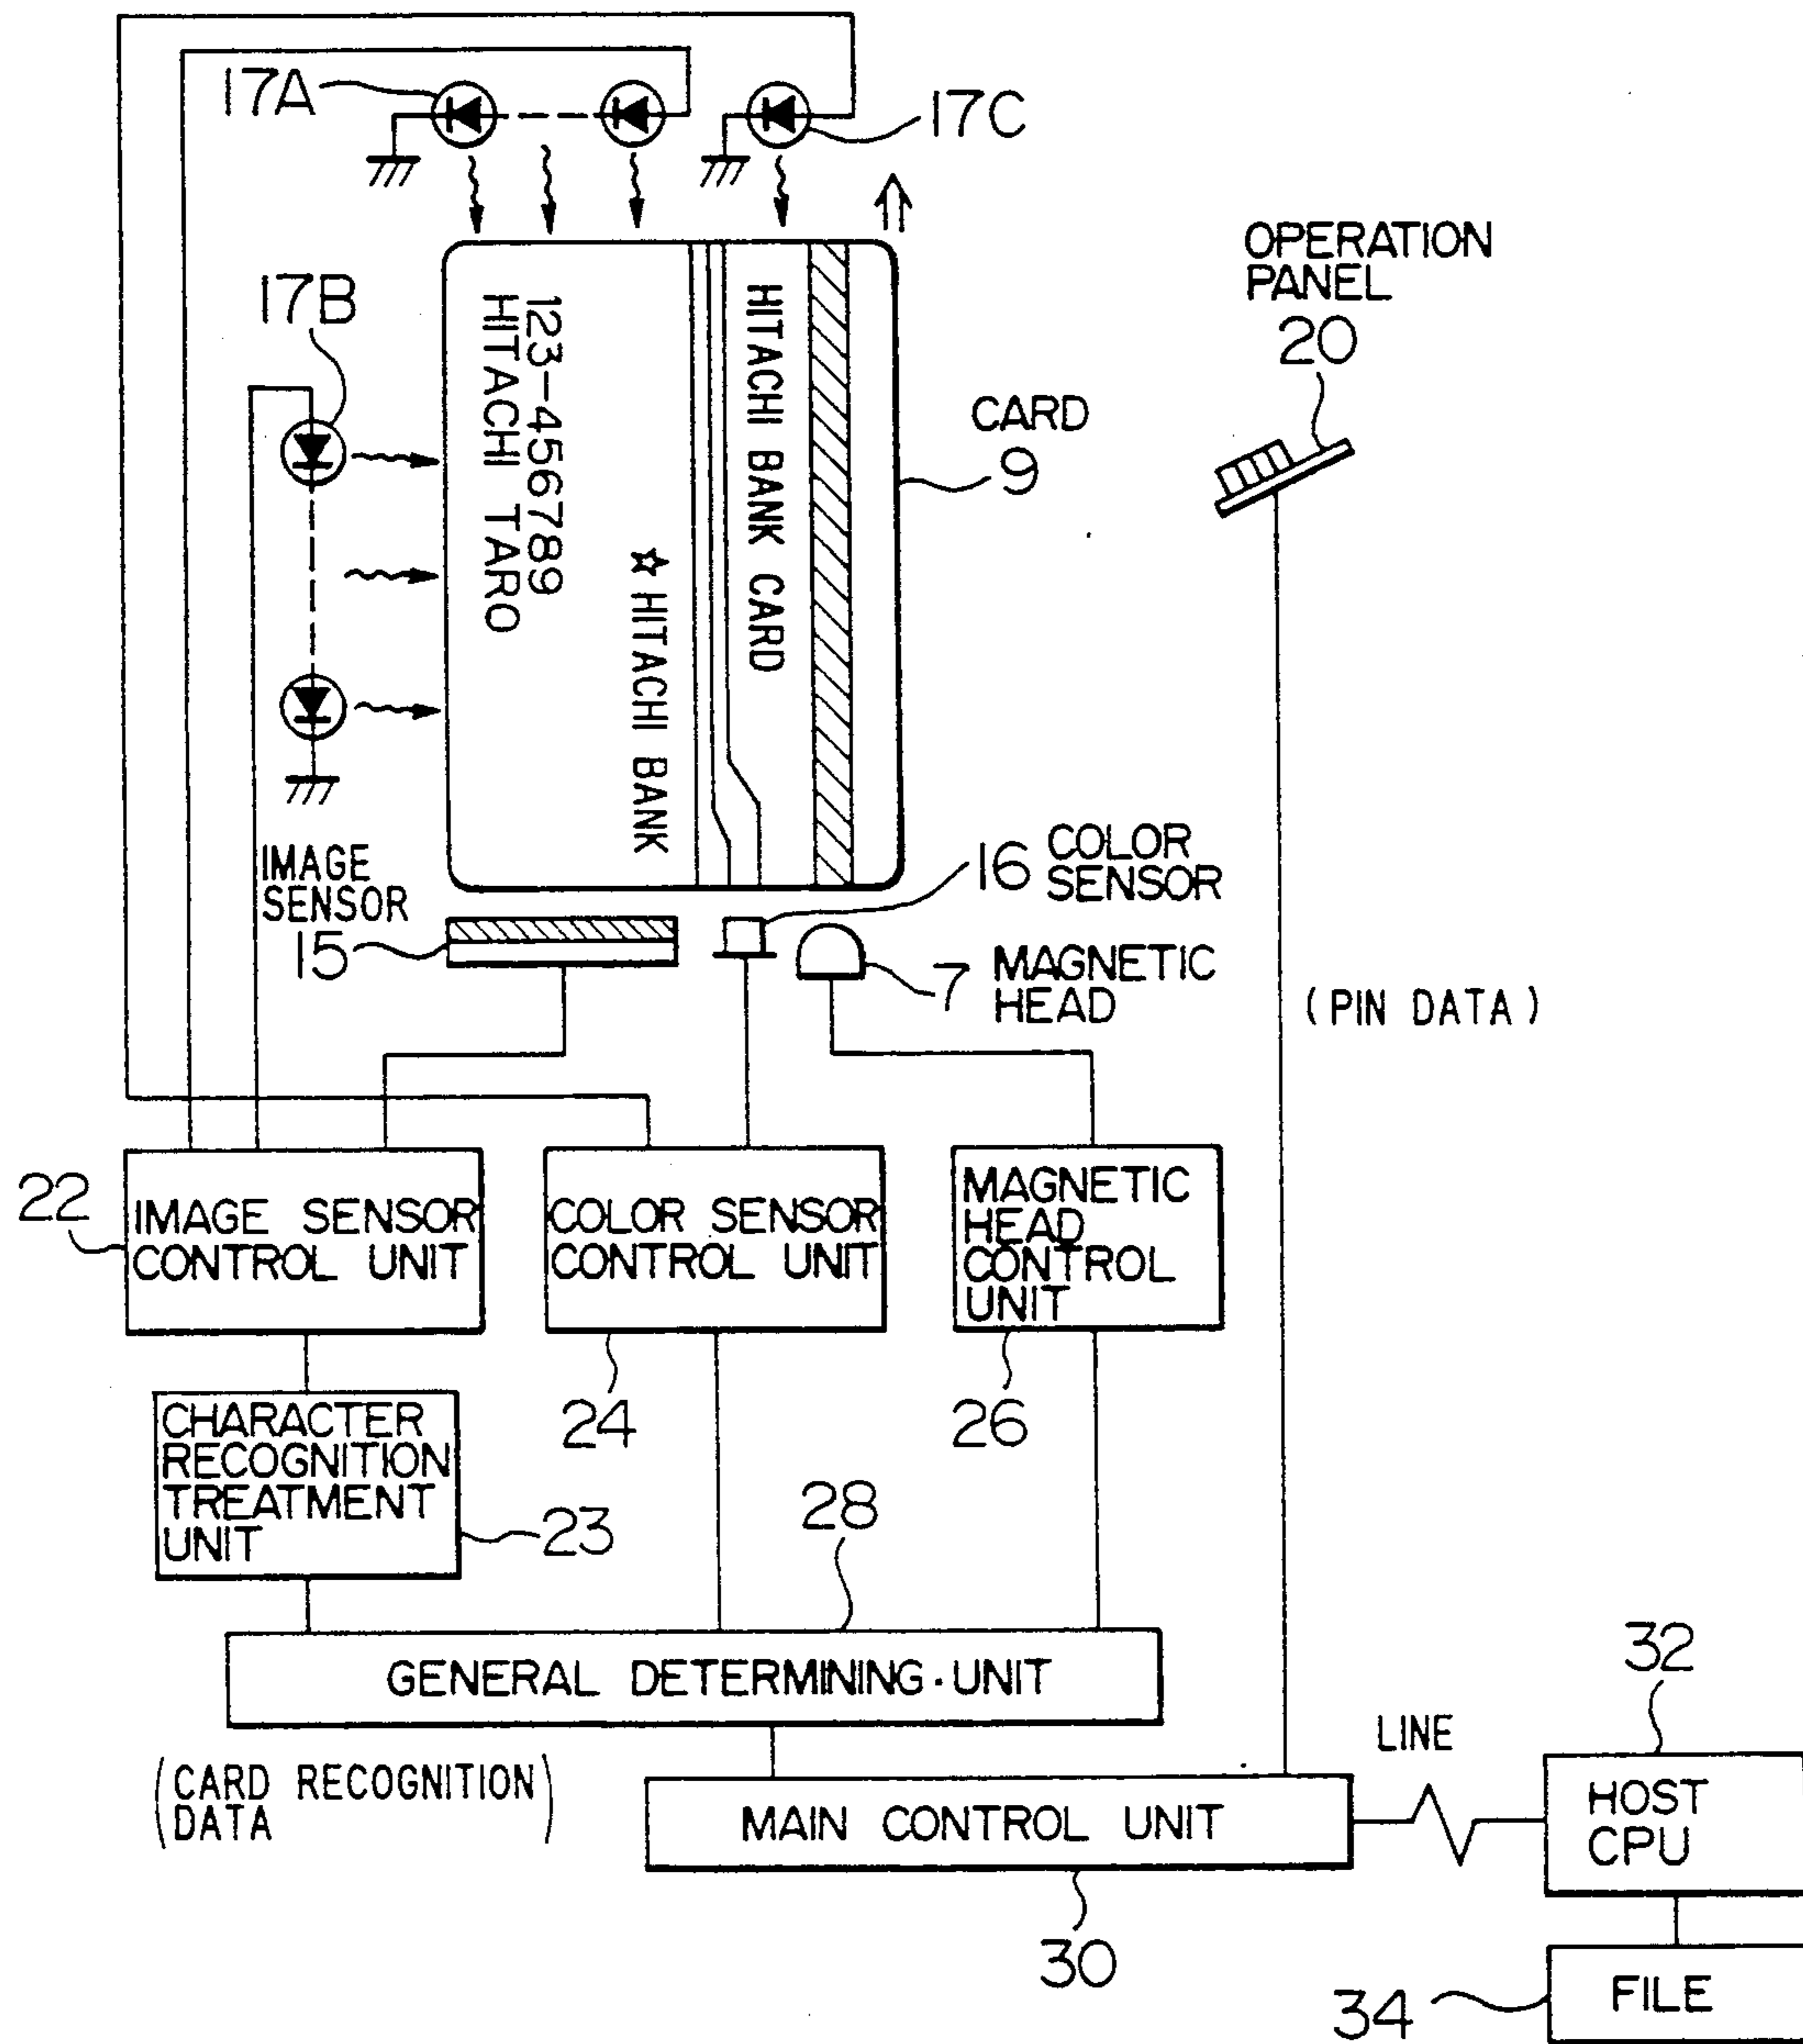 17A
17C
17B
OPERATION
PANEL
20
123-456789
HITACHI TARO
☆ HITACHI BANK
HITACHI BANK CARD
CARD
9
IMAGE
SENSOR
15
16 COLOR
SENSOR
7 MAGNETIC
HEAD
(PIN DATA)
22
IMAGE SENSOR
CONTROL UNIT
COLOR SENSOR
CONTROL UNIT
MAGNETIC
HEAD
CONTROL
UNIT
24
26
CHARACTER
RECOGNITION
TREATMENT
UNIT
23
28
GENERAL DETERMINING·UNIT
(CARD RECOGNITION
DATA)
MAIN CONTROL UNIT
30
LINE
32
HOST
CPU
34
FILE